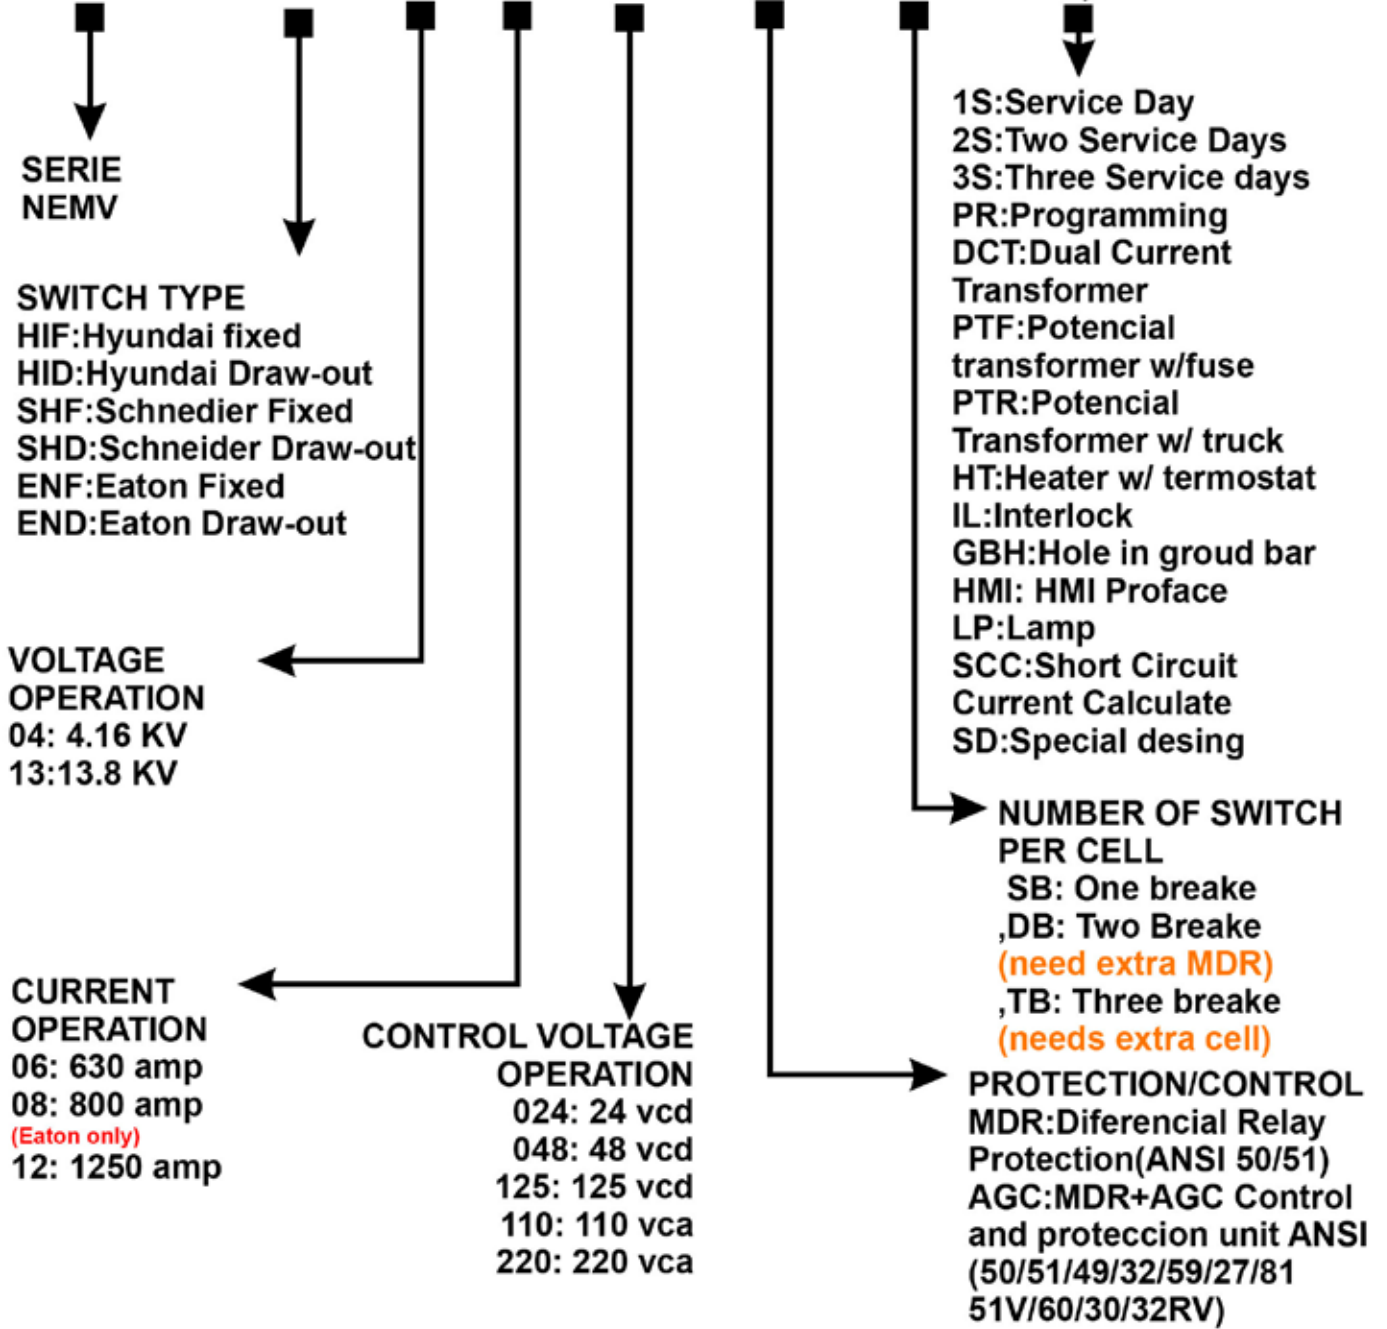 SERIE
NEMV
SWITCH TYPE
HIF:Hyundai fixed
HID:Hyundai Draw-out
SHF:Schnedier Fixed
SHD:Schneider Draw-out
ENF:Eaton Fixed
END:Eaton Draw-out
VOLTAGE
OPERATION
04: 4.16 KV
13:13.8 KV
CURRENT
OPERATION
06: 630 amp
08: 800 amp
(Eaton only)
12: 1250 amp
CONTROL VOLTAGE
OPERATION
024: 24 vcd
048: 48 vcd
125: 125 vcd
110: 110 vca
220: 220 vca
1S:Service Day
2S:Two Service Days
3S:Three Service days
PR:Programming
DCT:Dual Current
Transformer
PTF:Potencial
transformer w/fuse
PTR:Potencial
Transformer w/ truck
HT:Heater w/ termostat
IL:Interlock
GBH:Hole in groud bar
HMI: HMI Proface
LP:Lamp
SCC:Short Circuit
Current Calculate
SD:Special desing
NUMBER OF SWITCH
PER CELL
SB: One breake
,DB: Two Breake
(need extra MDR)
,TB: Three breake
(needs extra cell)
PROTECTION/CONTROL
MDR:Diferencial Relay
Protection(ANSI 50/51)
AGC:MDR+AGC Control
and proteccion unit ANSI
(50/51/49/32/59/27/81
51V/60/30/32RV)